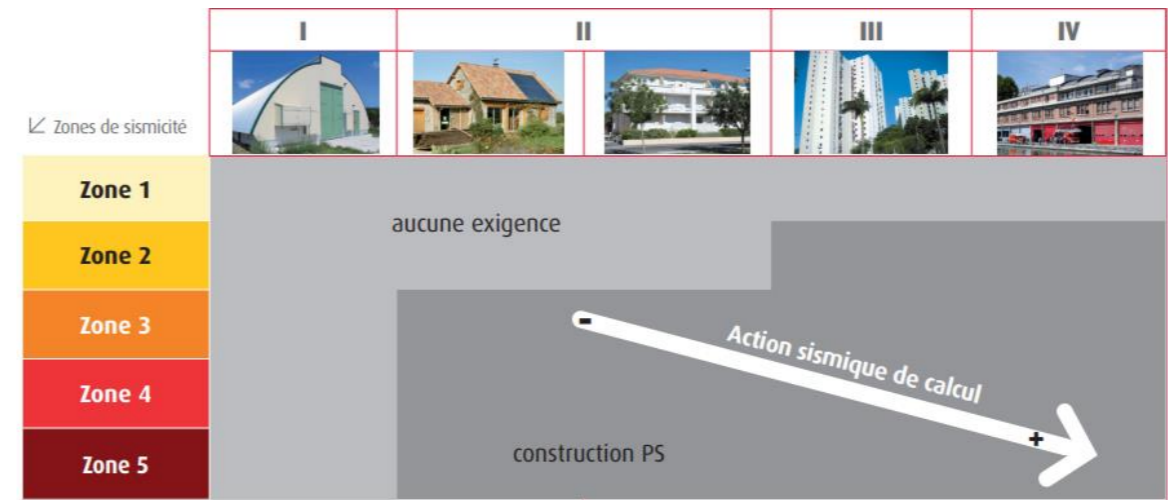 I II III IV
Zones de sismicité
Zone 1
aucune exigence
Zone 2
Zone 3
-
Action sismique de calcul
Zone 4
+
construction PS
Zone 5